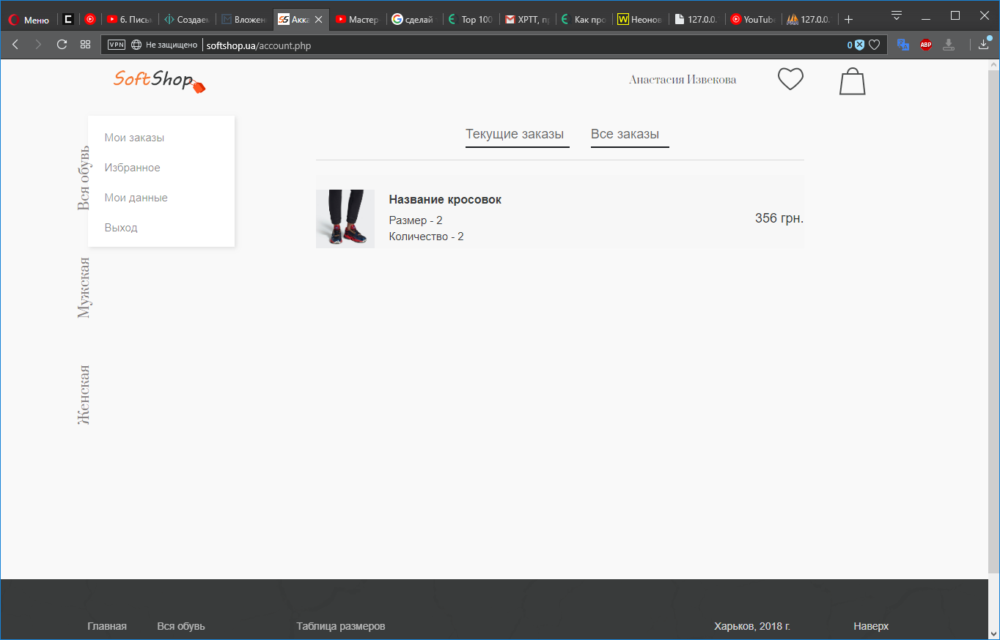 Меню
6. Письм
Создаем
Вложен
Акка
Мастер
сделай
Top 100
ХРТТ, п
Как про
Неонов
127.0.0.
YouTube
127.0.0.
VPN
Не защищено
softshop.ua/account.php
0
ABP
SoftShop
Анастасия Извекова
Мои заказы
Избранное
Мои данные
Выход
Вся обувь
Мужская
Женская
Текущие заказы
Все заказы
Название кросовок
Размер - 2
Количество - 2
356 грн.
Главная
Вся обувь
Таблица размеров
Харьков, 2018 г.
Наверх